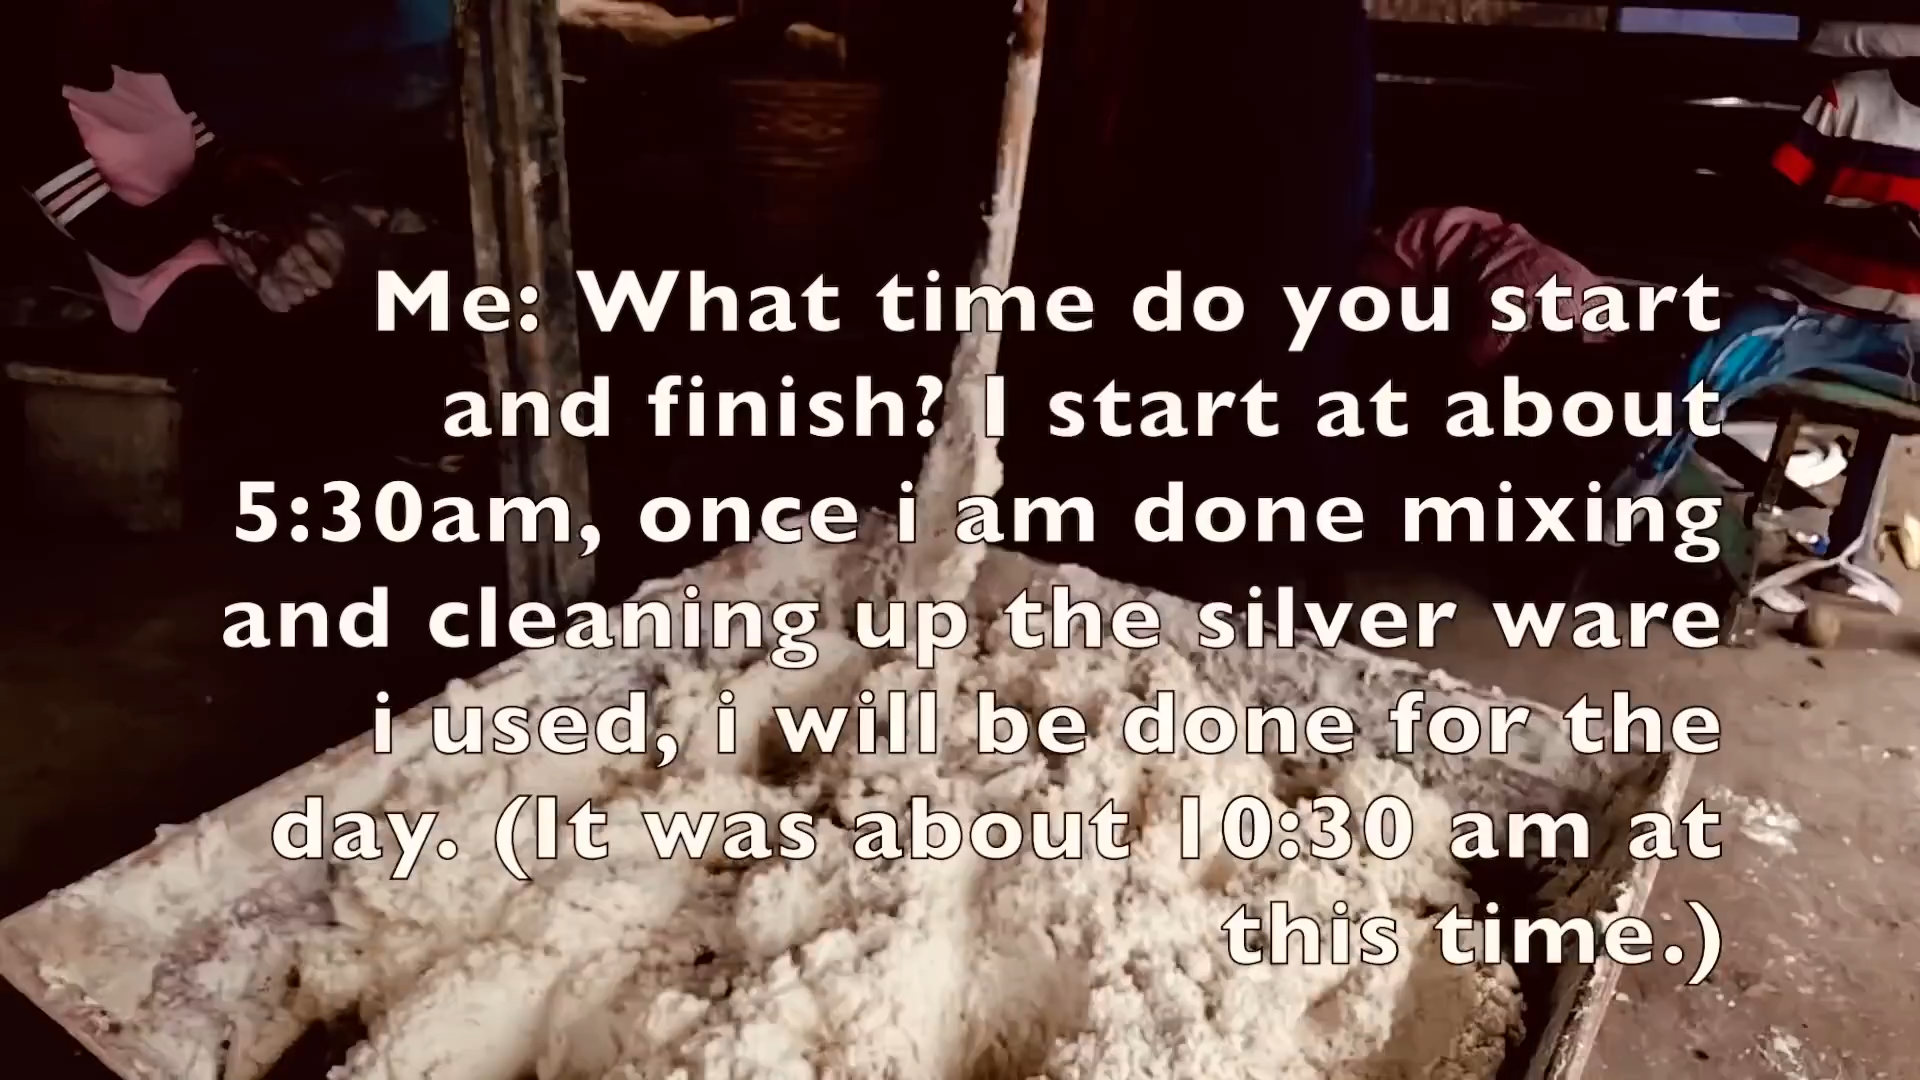 Me: What time do you start
and finish? I start at about
5:30am, once i am done mixing
and cleaning up the silver ware
i used, i will be done for the
day. (It was about 10:30 am at
this time.)